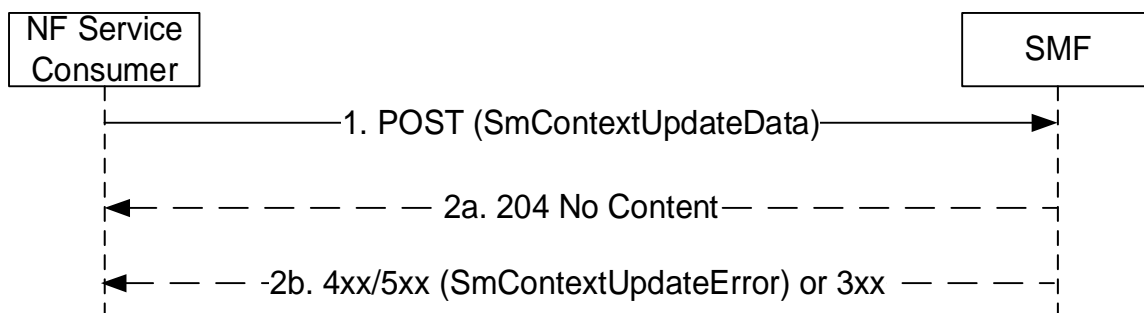 NF Service
Consumer
SMF
1. POST (SmContextUpdateData)
2a. 204 No Content
2b. 4xx/5xx (SmContextUpdateError) or 3xx